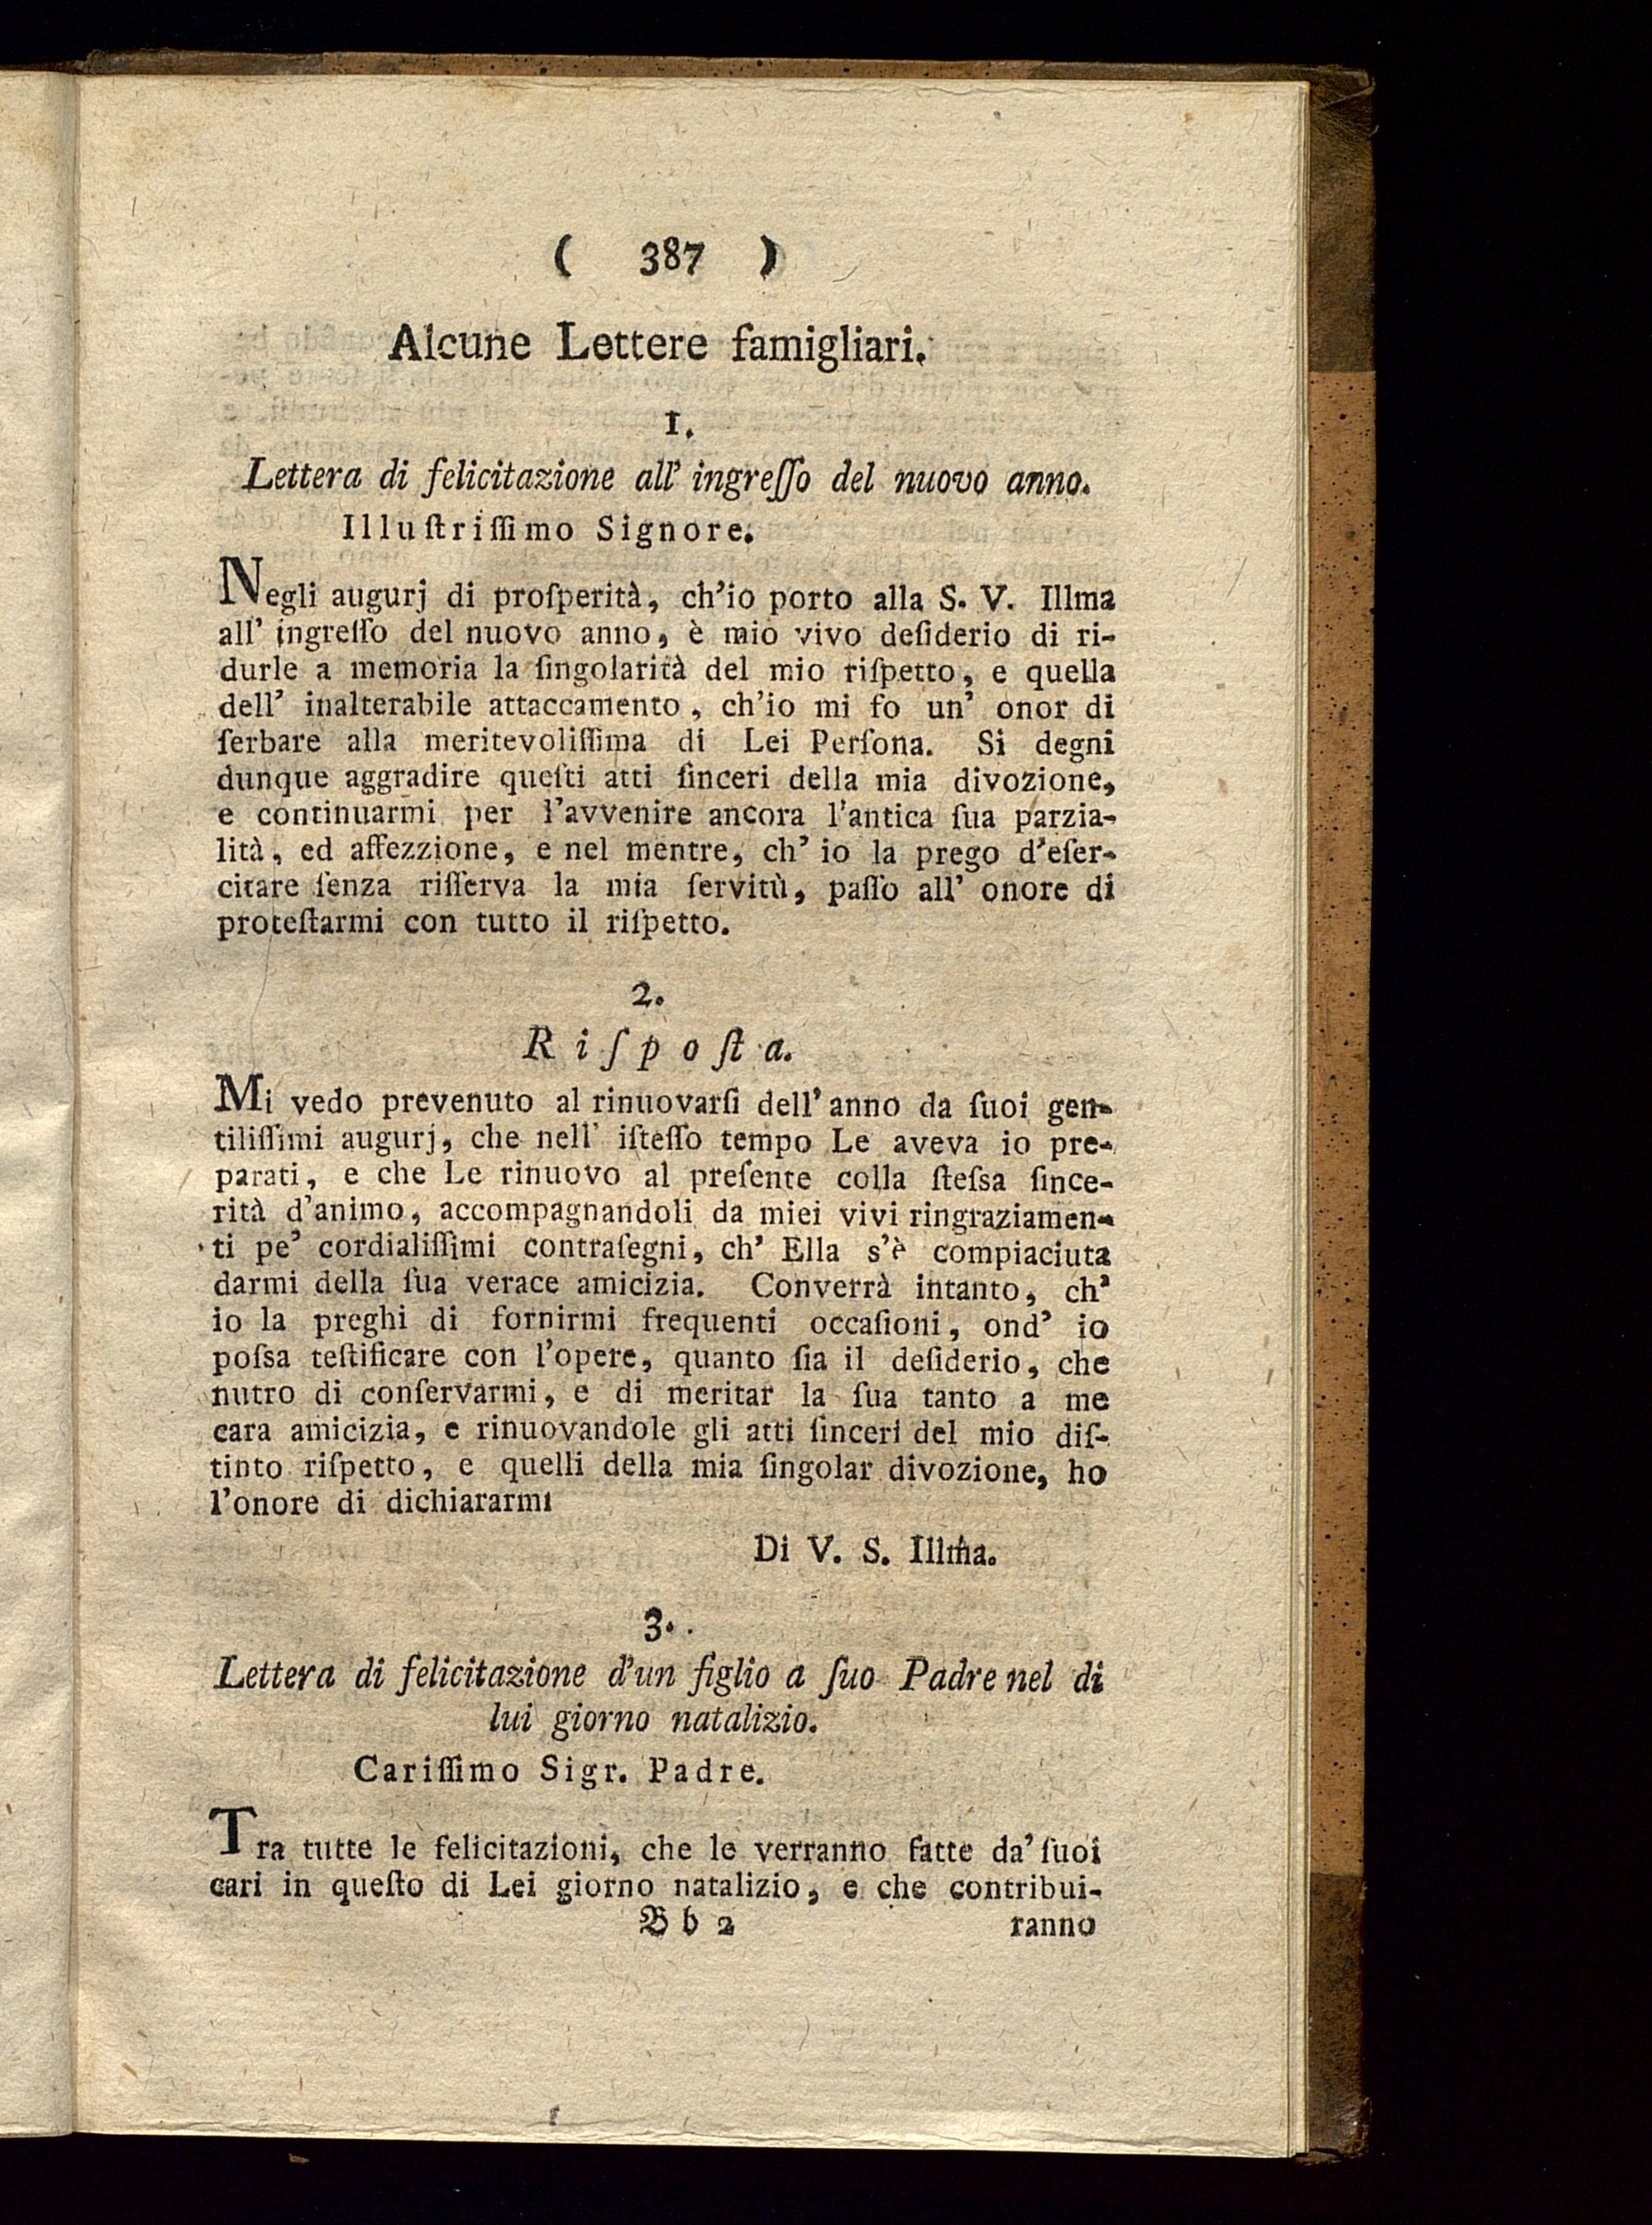 ( 387 )
Alcune Lettere famigliari.
1.
Lettera di felicitazione all' ingreſſo del nuovo anno.
Illuſtriſſimo Signore.
Negli augurj di proſperità, ch'io porto alla S. V. Illma
all' ingreſſo del nuovo anno, è mio vivo deſiderio di ri-
durle a memoria la ſingolarità del mio riſpetto, e quella
dell' inalterabile attaccamento, ch'io mi fo un' onor di
ſerbare alla meritevoliſſima di Lei Perſona. Si degni
dunque aggradire queſti atti ſinceri della mia divozione,
e continuarmi per l'avvenire ancora l'antica ſua parzia-
lità, ed affezzione, e nel mentre, ch' io la prego d'eſer-
citare ſenza riſſerva la mia ſervitù, paſſo all' onore di
proteſtarmi con tutto il riſpetto.
2.
Riſpoſta.
Mi vedo prevenuto al rinuovarſi dell' anno da ſuoi gen-
tiliſſimi augurj, che nell' iſteſſo tempo Le aveva io pre-
parati, e che Le rinuovo al preſente colla ſteſsa ſince-
rità d'animo, accompagnandoli da miei vivi ringraziamen-
ti pe' cordialiſſimi contraſegni, ch' Ella s'è compiaciuta
darmi della ſua verace amicizia. Converrà intanto, ch'
io la preghi di fornirmi frequenti occaſioni, ond' io
poſsa teſtificare con l'opere, quanto ſia il deſiderio, che
nutro di conſervarmi, e di meritar la ſua tanto a me
cara amicizia, e rinuovandole gli atti ſinceri del mio diſ-
tinto riſpetto, e quelli della mia ſingolar divozione, ho
l'onore di dichiararmi
Di V. S. Illma.
3.
Lettera di felicitazione d'un figlio a ſuo Padre nel di
lui giorno natalizio.
Cariſſimo Sigr. Padre.
Tra tutte le felicitazioni, che le verranno fatte da' ſuoi
cari in queſto di Lei giorno natalizio, e che contribui-
B b 2 ranno